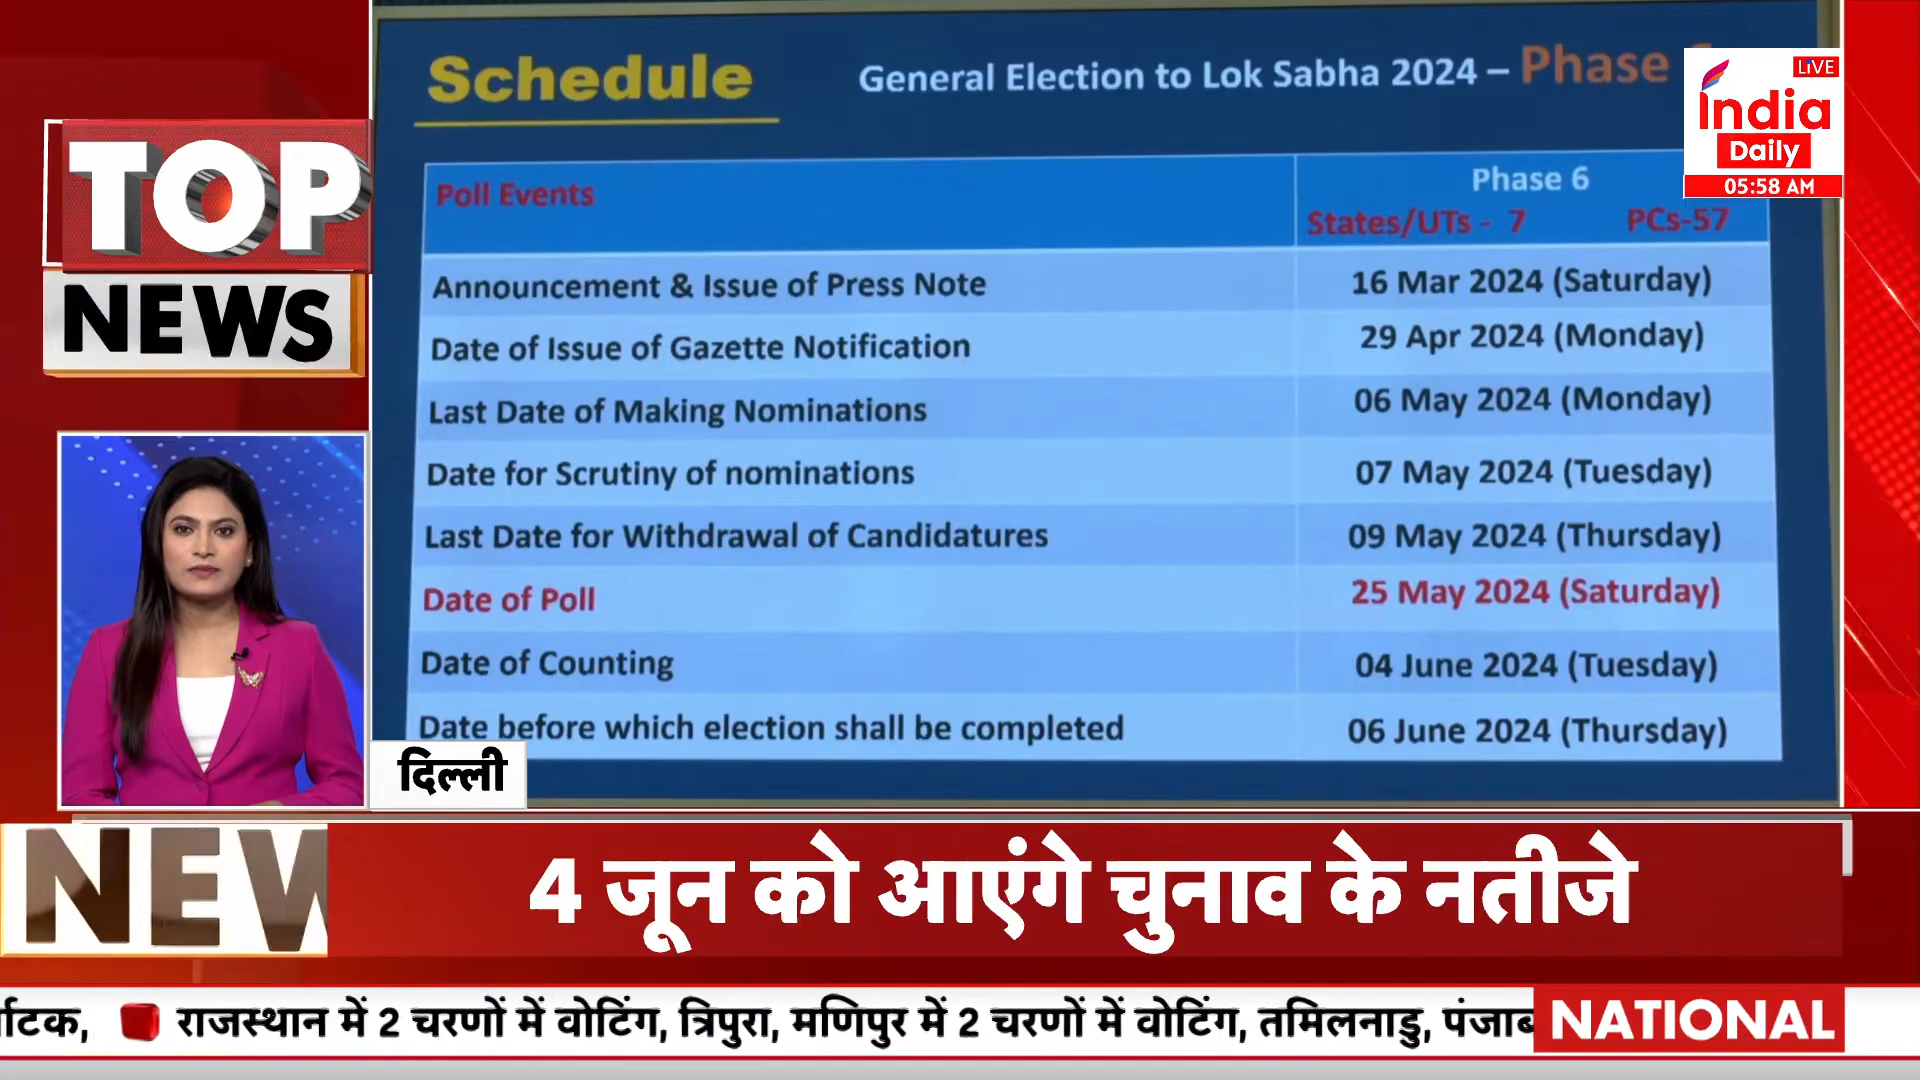 Schedule
General Election to Lok Sabha 2024 – Phase
LIVE
India
Daily
05:58 AM
TOP
NEWS
Poll Events
Phase 6
States/UTs - 7 PCs-57
Announcement & Issue of Press Note 16 Mar 2024 (Saturday)
Date of Issue of Gazette Notification 29 Apr 2024 (Monday)
Last Date of Making Nominations 06 May 2024 (Monday)
Date for Scrutiny of nominations 07 May 2024 (Tuesday)
Last Date for Withdrawal of Candidatures 09 May 2024 (Thursday)
Date of Poll 25 May 2024 (Saturday)
Date of Counting 04 June 2024 (Tuesday)
Date before which election shall be completed 06 June 2024 (Thursday)
दिल्ली
4 जून को आएंगे चुनाव के नतीजे
राजस्थान में 2 चरणों में वोटिंग, त्रिपुरा, मणिपुर में 2 चरणों में वोटिंग, तमिलनाडु, पंजाब
NATIONAL